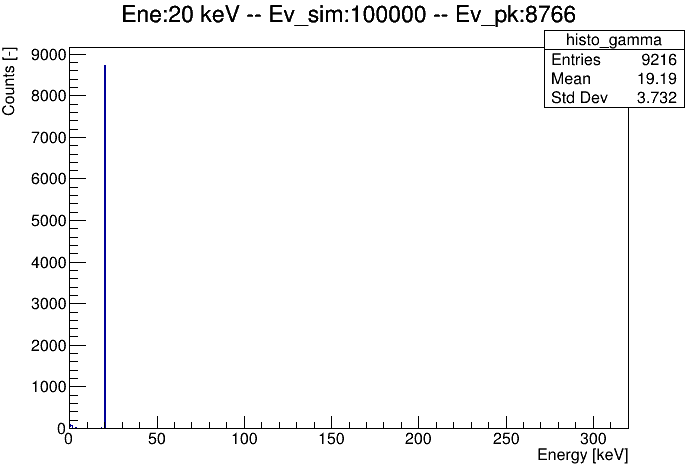 Ene:20 keV -- Ev_sim:100000 -- Ev_pk:8766
histo_gamma
Entries 9216
Mean 19.19
Std Dev 3.732
Counts [-]
9000
8000
7000
6000
5000
4000
3000
2000
1000
0
0 50 100 150 200 250 300
Energy [keV]